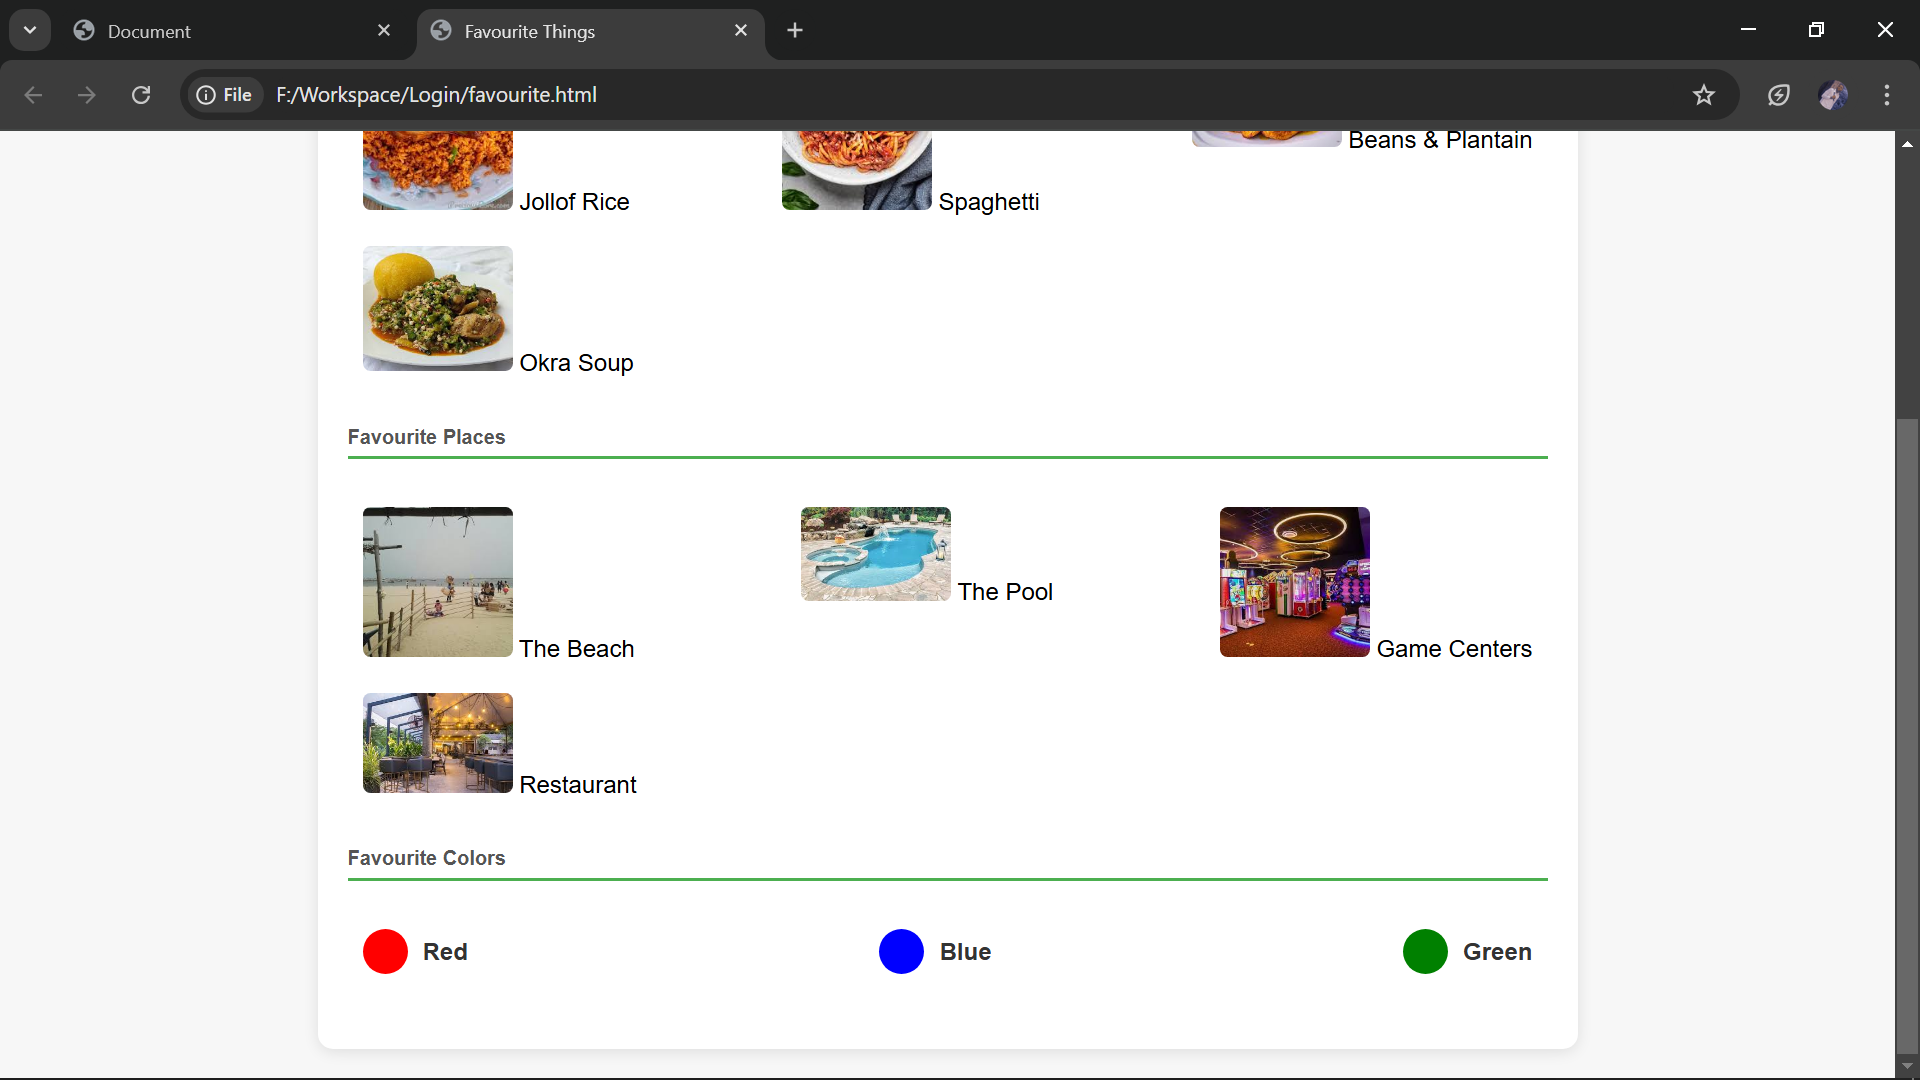 Document
Favourite Things
File
F:/Workspace/Login/favourite.html
Beans & Plantain
Jollof Rice
Spaghetti
Okra Soup
Favourite Places
The Pool
The Beach
Game Centers
Restaurant
Favourite Colors
Red
Blue
Green